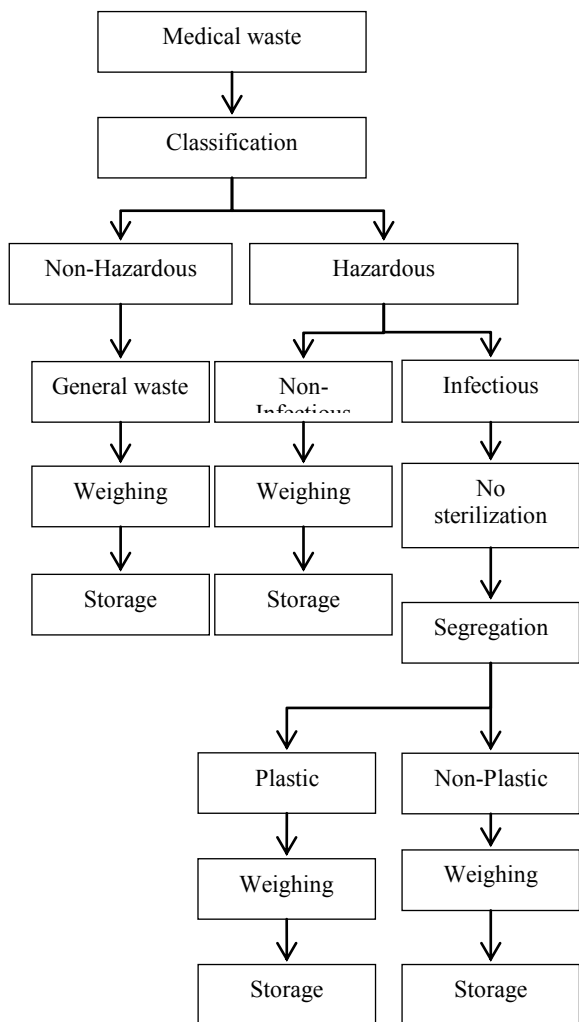 Medical waste
Classification
Non-Hazardous
Hazardous
General waste
Non-
Infectious
Infectious
Weighing
Weighing
No
sterilization
Storage
Storage
Segregation
Plastic
Non-Plastic
Weighing
Weighing
Storage
Storage